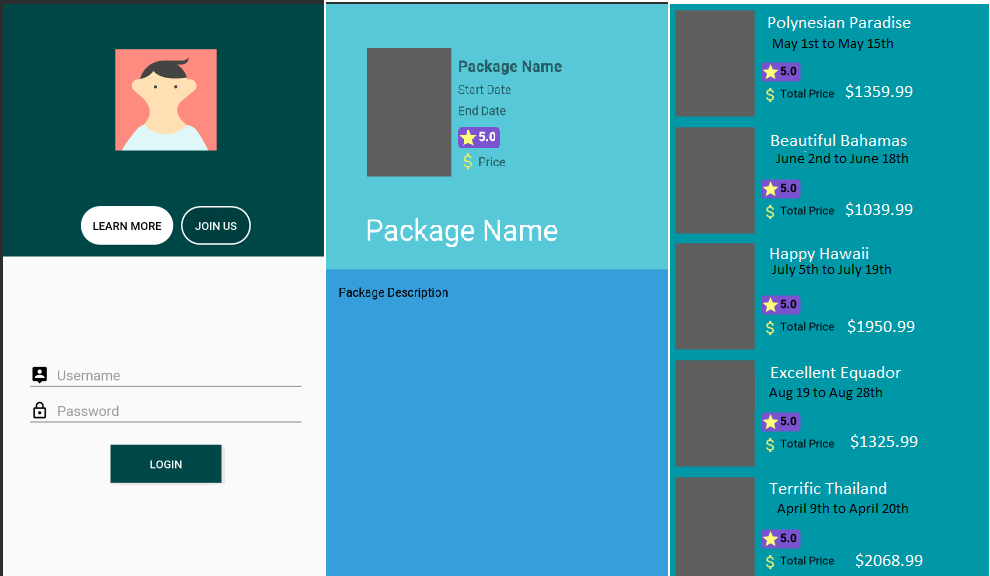 LEARN MORE
JOIN US
Username
Password
LOGIN
Package Name
Start Date
End Date
5.0
$ Price
Package Name
Package Description
Polynesian Paradise
May 1st to May 15th
5.0
$ Total Price $1359.99
Beautiful Bahamas
June 2nd to June 18th
5.0
$ Total Price $1039.99
Happy Hawaii
July 5th to July 19th
5.0
$ Total Price $1950.99
Excellent Equador
Aug 19 to Aug 28th
5.0
$ Total Price $1325.99
Terrific Thailand
April 9th to April 20th
5.0
$ Total Price $2068.99